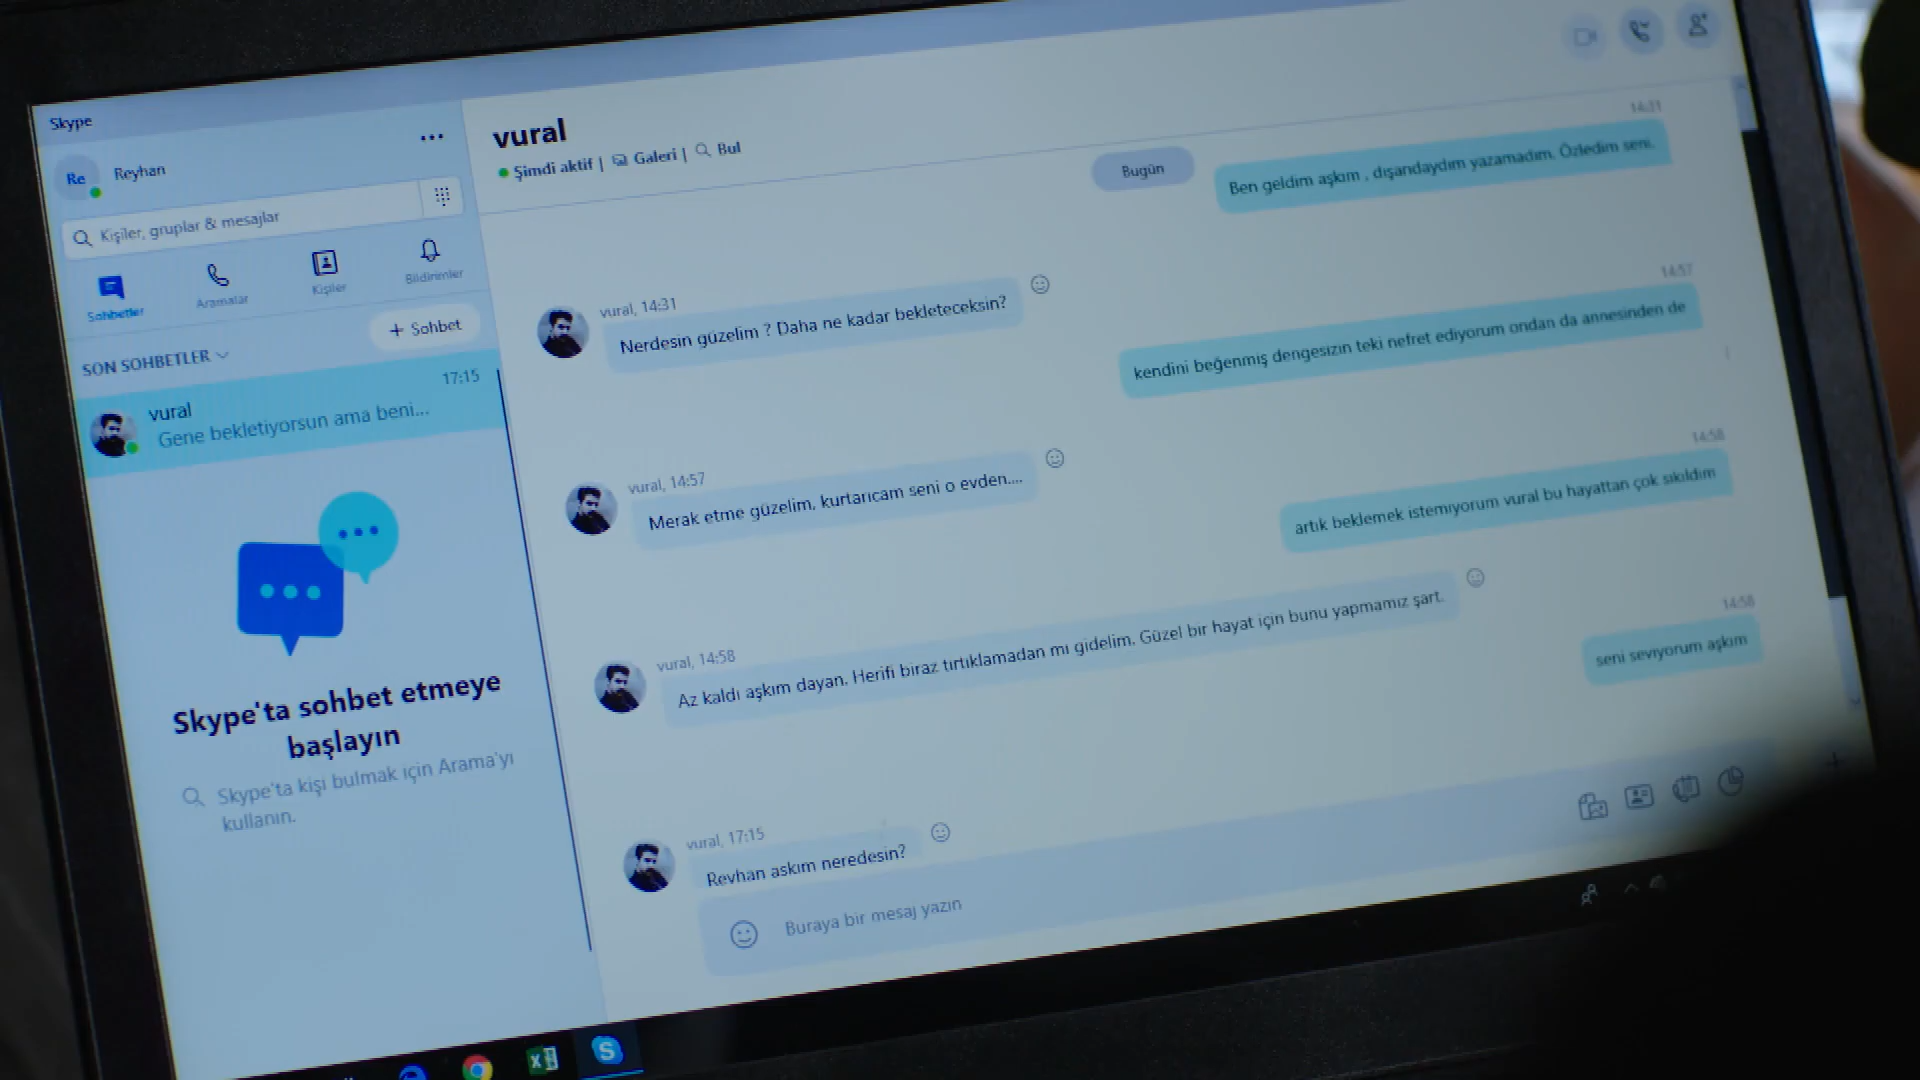 Skype
Re
Reyhan
...
Kişiler, gruplar & mesajlar
Sohbetler
Aramalar
Kişiler
Bildirimler
+ Sohbet
SON SOHBETLER
vural
17:15
Gene bekletiyorsun ama beni...
Skype'ta sohbet etmeye
başlayın
Skype'ta kişi bulmak için Arama'yı
kullanın.
vural
Şimdi aktif | Galeri | Bul
Bugün
14:31
Ben geldim aşkım , dışarıdaydım yazamadım. Özledim seni.
vural, 14:31
Nerdesin güzelim ? Daha ne kadar bekleteceksin?
14:57
kendini beğenmiş dengesizin teki nefret ediyorum ondan da annesinden de
vural, 14:57
Merak etme güzelim, kurtarıcam seni o evden....
14:58
artık beklemek istemiyorum vural bu hayattan çok sıkıldım
vural, 14:58
Az kaldı aşkım dayan. Herifi biraz tırtıklamadan mı gidelim. Güzel bir hayat için bunu yapmamız şart.
14:58
seni seviyorum aşkım
vural, 17:15
Reyhan aşkım neredesin?
Buraya bir mesaj yazın